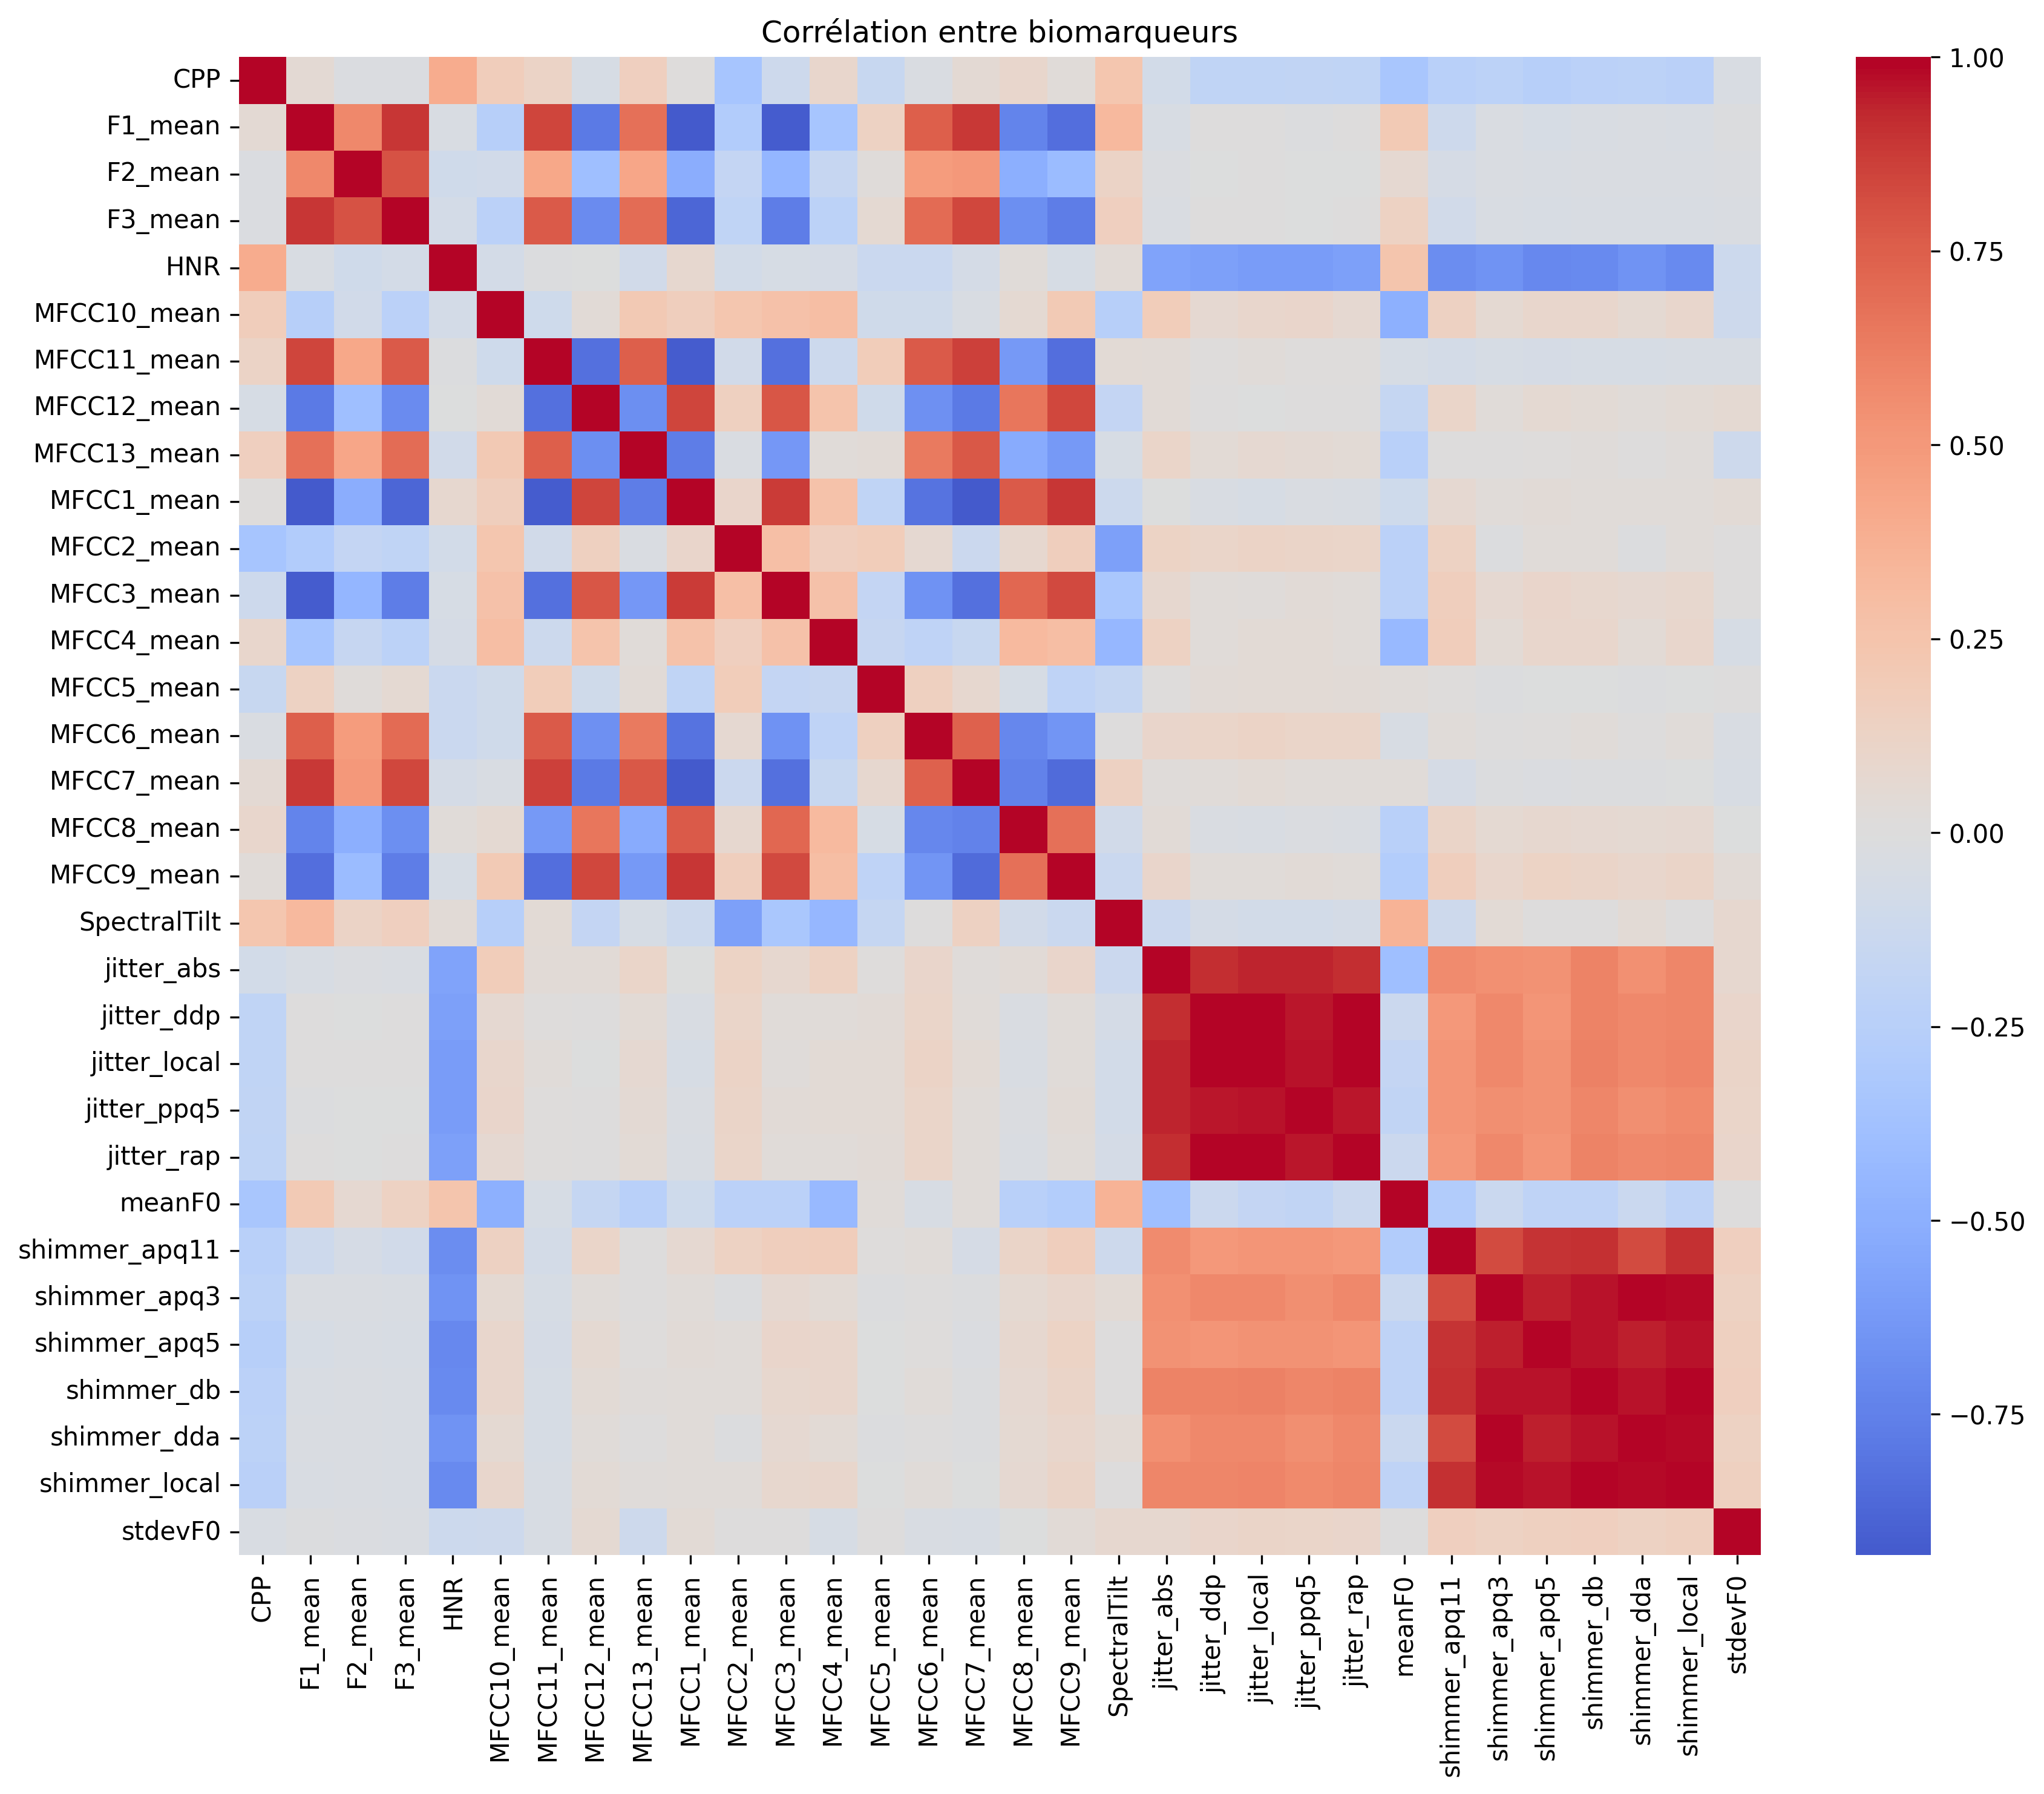 Corrélation entre biomarqueurs
CPP
F1_mean
F2_mean
F3_mean
HNR
MFCC10_mean
MFCC11_mean
MFCC12_mean
MFCC13_mean
MFCC1_mean
MFCC2_mean
MFCC3_mean
MFCC4_mean
MFCC5_mean
MFCC6_mean
MFCC7_mean
MFCC8_mean
MFCC9_mean
SpectralTilt
jitter_abs
jitter_ddp
jitter_local
jitter_ppq5
jitter_rap
meanF0
shimmer_apq11
shimmer_apq3
shimmer_apq5
shimmer_db
shimmer_dda
shimmer_local
stdevF0
CPP
F1_mean
F2_mean
F3_mean
HNR
MFCC10_mean
MFCC11_mean
MFCC12_mean
MFCC13_mean
MFCC1_mean
MFCC2_mean
MFCC3_mean
MFCC4_mean
MFCC5_mean
MFCC6_mean
MFCC7_mean
MFCC8_mean
MFCC9_mean
SpectralTilt
jitter_abs
jitter_ddp
jitter_local
jitter_ppq5
jitter_rap
meanF0
shimmer_apq11
shimmer_apq3
shimmer_apq5
shimmer_db
shimmer_dda
shimmer_local
stdevF0
1.00
0.75
0.50
0.25
0.00
−0.25
−0.50
−0.75